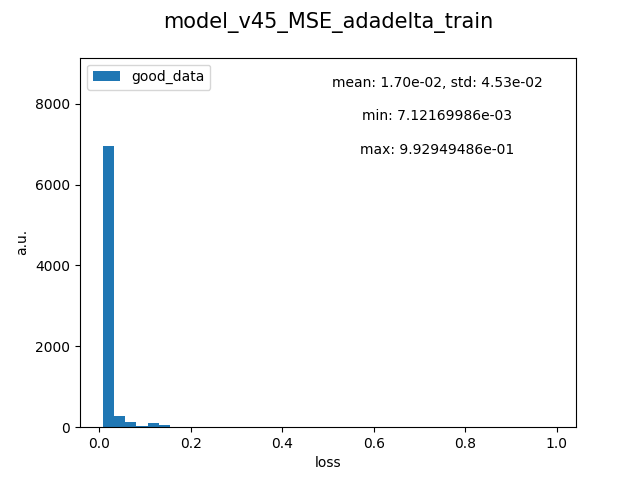 model_v45_MSE_adadelta_train
good_data
mean: 1.70e-02, std: 4.53e-02
min: 7.12169986e-03
max: 9.92949486e-01
8000
6000
4000
2000
0
a.u.
0.0 0.2 0.4 0.6 0.8 1.0
loss